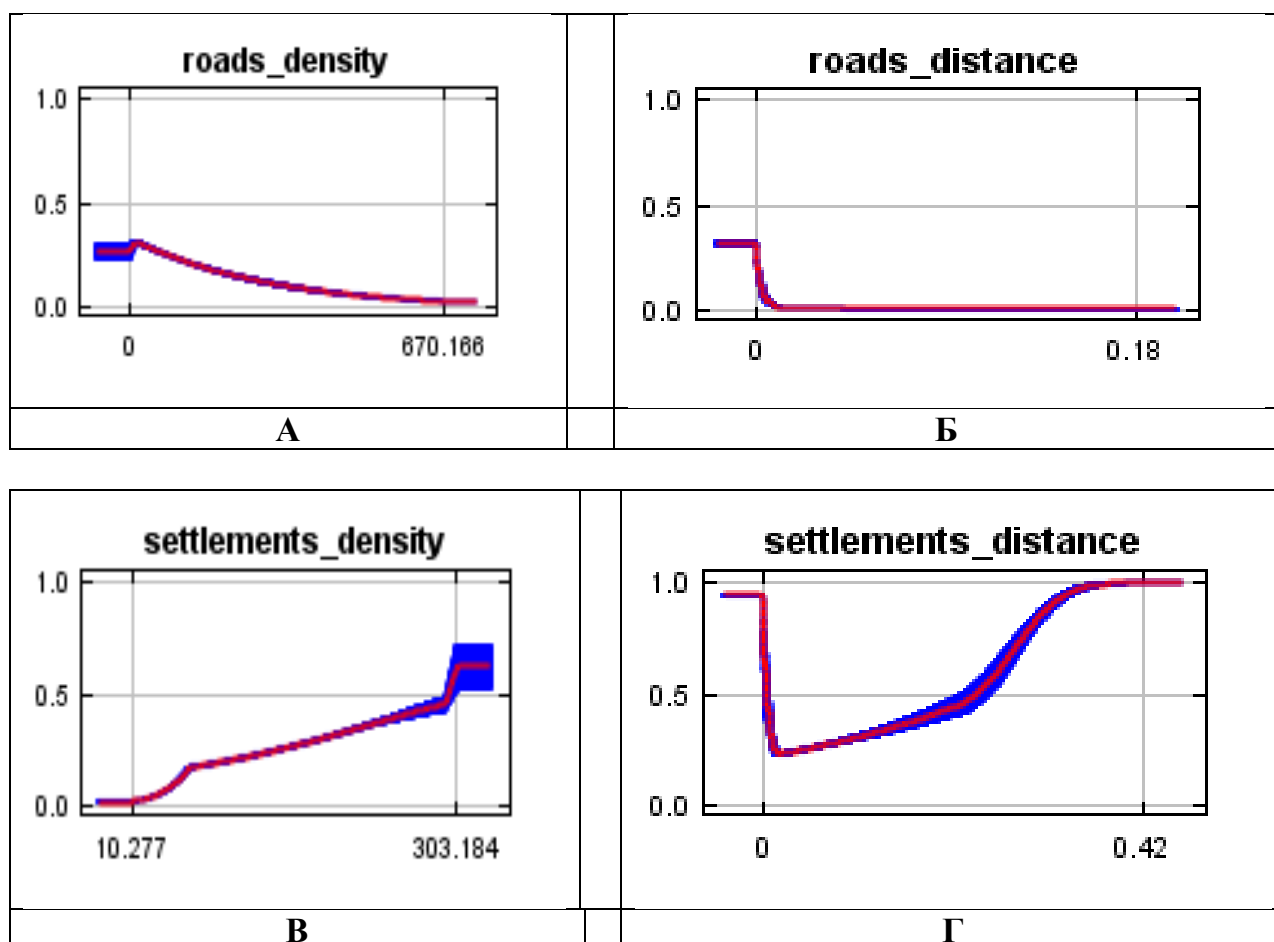 roads_density
1.0
0.5
0.0
0 670.166
А
roads_distance
1.0
0.5
0.0
0 0.18
Б
settlements_density
1.0
0.5
0.0
10.277 303.184
В
settlements_distance
1.0
0.5
0.0
0 0.42
Г